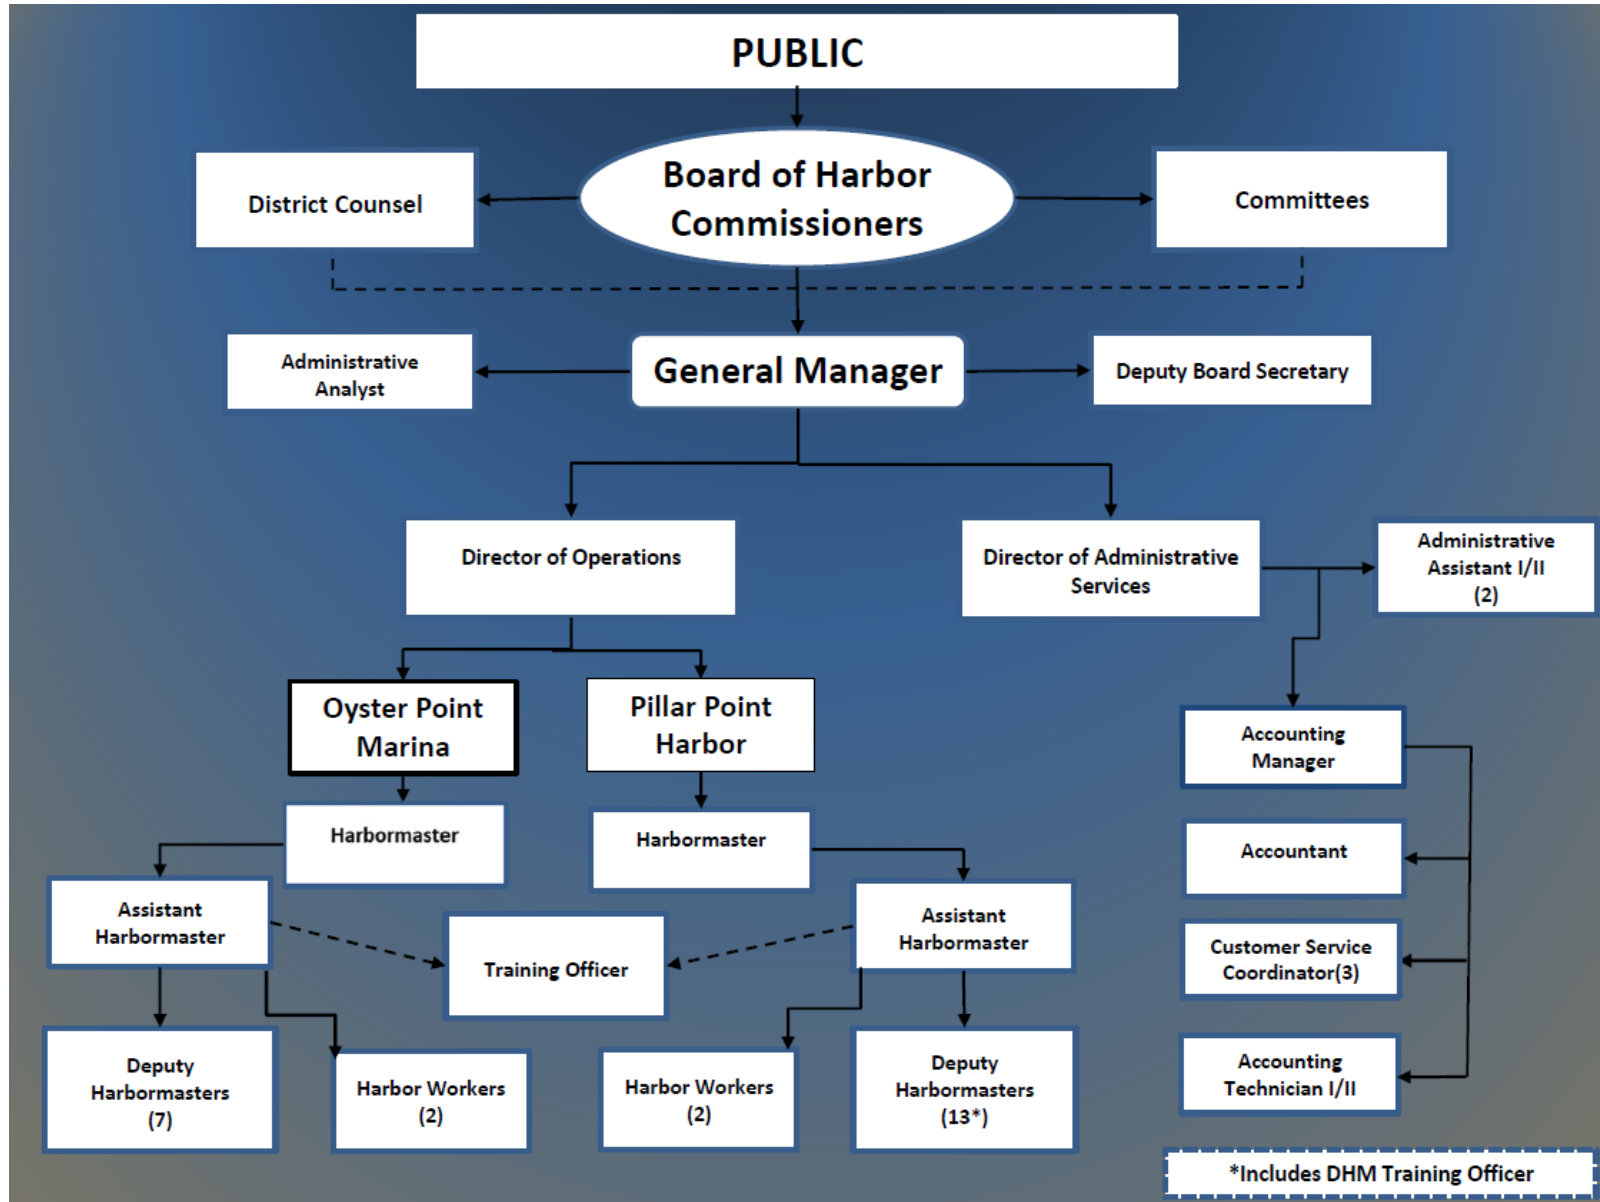 PUBLIC
Board of Harbor
Commissioners
District Counsel
Committees
Administrative
Analyst
General Manager
Deputy Board Secretary
Director of Operations
Director of Administrative
Services
Administrative
Assistant I/II
(2)
Oyster Point
Marina
Pillar Point
Harbor
Accounting
Manager
Harbormaster
Harbormaster
Accountant
Assistant
Harbormaster
Training Officer
Assistant
Harbormaster
Customer Service
Coordinator(3)
Deputy
Harbormasters
(7)
Harbor Workers
(2)
Harbor Workers
(2)
Deputy
Harbormasters
(13*)
Accounting
Technician I/II
*Includes DHM Training Officer